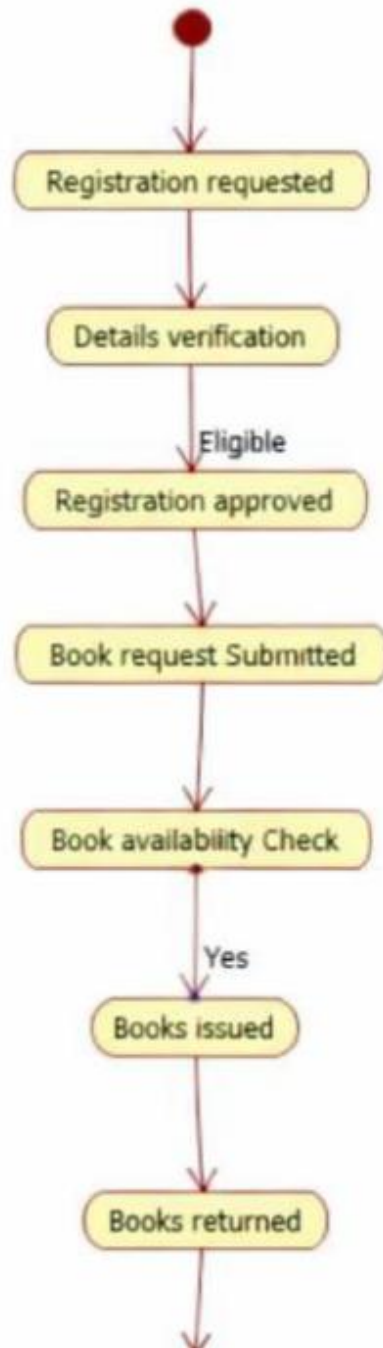 Registration requested
Details verification
Eligible
Registration approved
Book request Submitted
Book availability Check
Yes
Books issued
Books returned